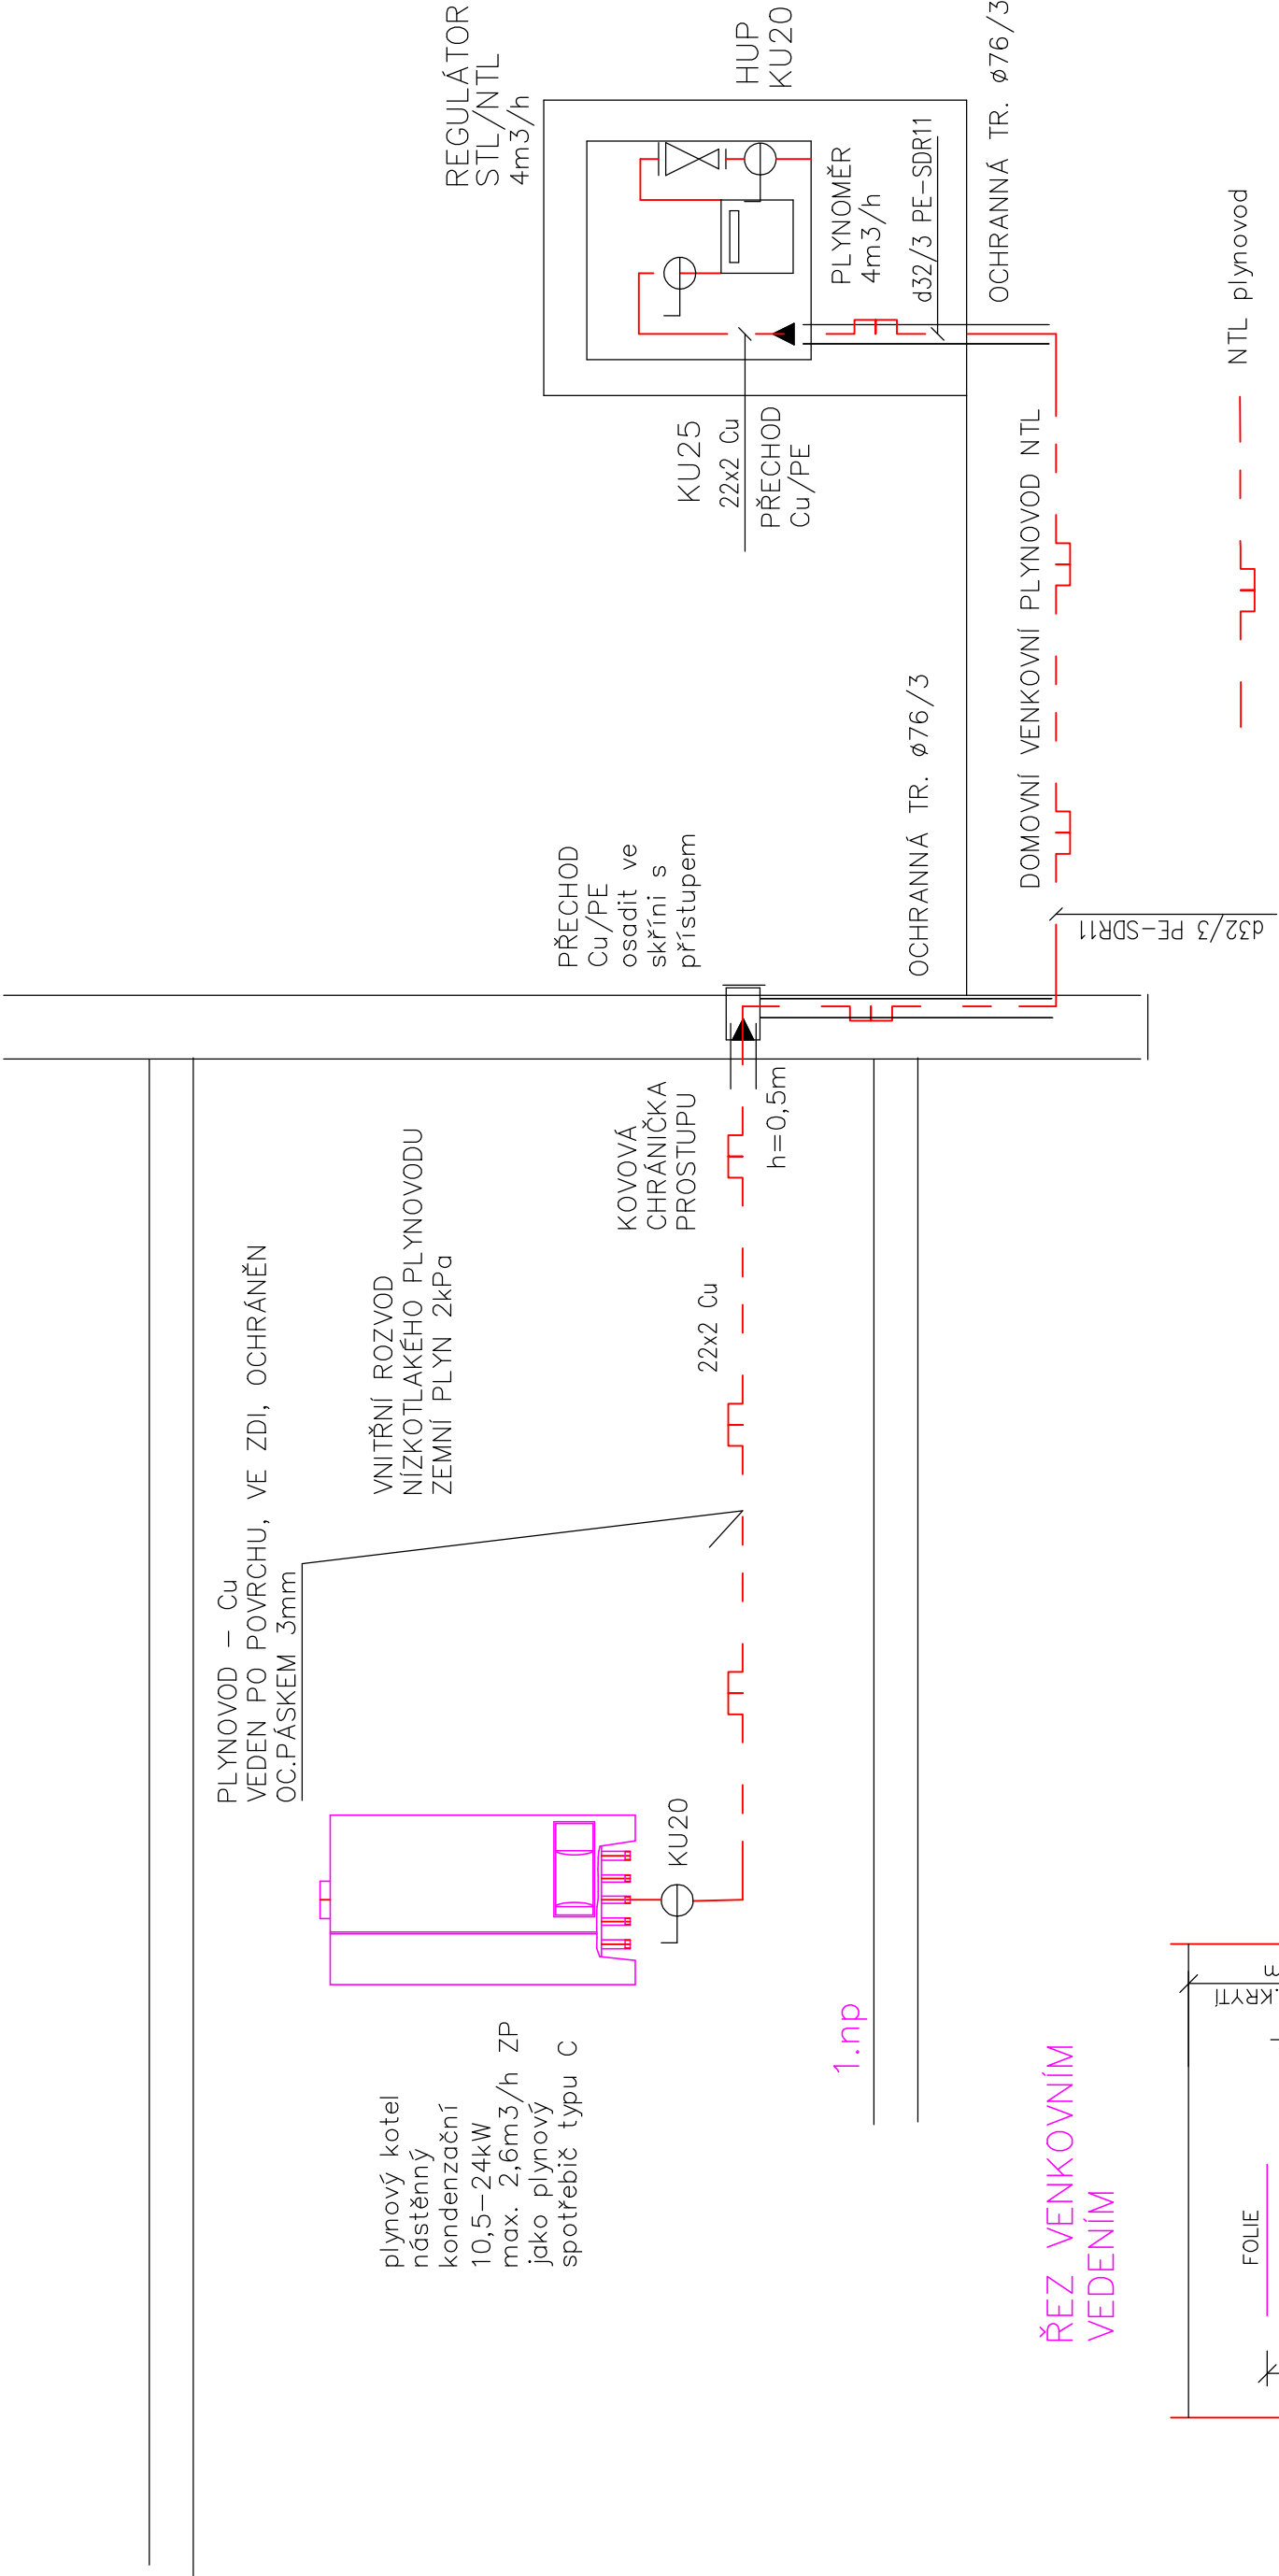 plynový kotel
nástěnný
kondenzační
10,5-24kW
max. 2,6m3/h ZP
jako plynový
spotřebič typu C
PLYNOVOD - Cu
VEDEN PO POVRCHU, VE ZDI, OCHRÁNĚN
OC.PÁSKEM 3mm
VNITŘNÍ ROZVOD
NÍZKOTLAKÉHO PLYNOVODU
ZEMNÍ PLYN 2kPa
KU20
22x2 Cu
KOVOVÁ
CHRÁNIČKA
PROSTUPU
h=0,5m
PŘECHOD
Cu/PE
osadit ve
skříni s
přístupem
REGULÁTOR
STL/NTL
4m3/h
HUP
KU20
KU25
22x2 Cu
PŘECHOD
Cu/PE
PLYNOMĚR
4m3/h
d32/3 PE-SDR11
OCHRANNÁ TR. ø76/3
OCHRANNÁ TR. ø76/3
DOMOVNÍ VENKOVNÍ PLYNOVOD NTL
d32/3 PE-SDR11
NTL plynovod
1.np
ŘEZ VENKOVNÍM
VEDENÍM
FOLIE
.KRYTÍ